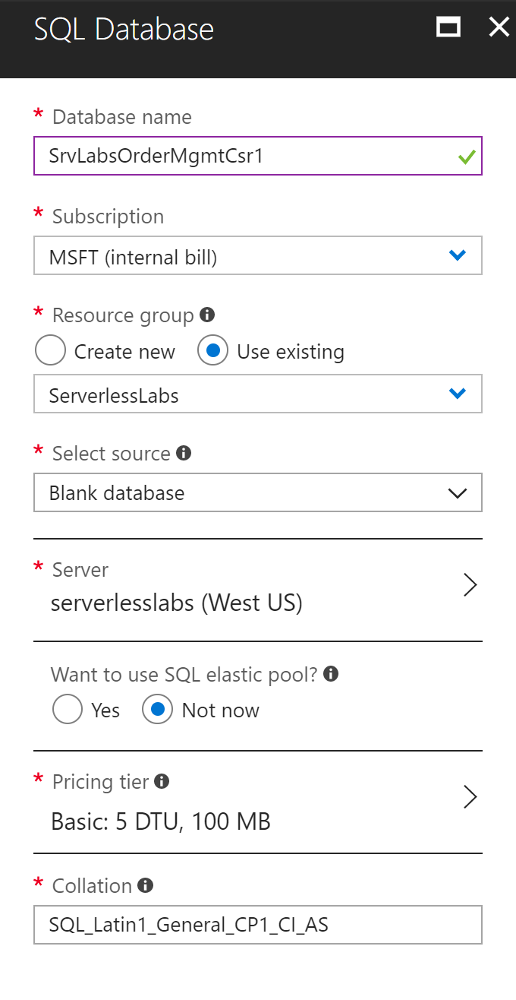 SQL Database
* Database name
SrvLabsOrderMgmtCsr1
* Subscription
MSFT (internal bill)
* Resource group
Create new Use existing
ServerlessLabs
* Select source
Blank database
* Server
serverlesslabs (West US)
Want to use SQL elastic pool?
Yes Not now
* Pricing tier
Basic: 5 DTU, 100 MB
* Collation
SQL_Latin1_General_CP1_CI_AS